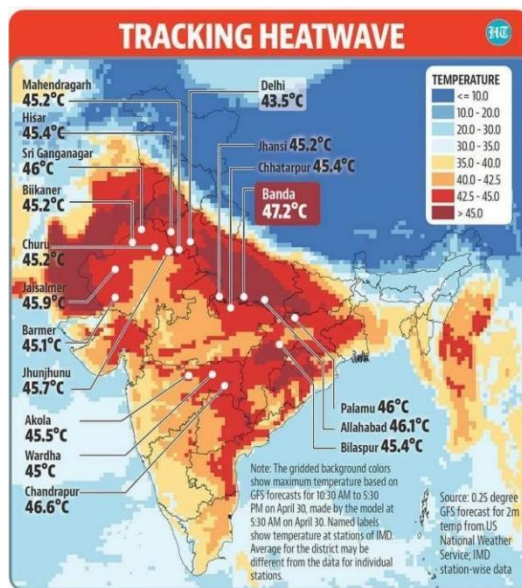 TRACKING HEATWAVE
HT
Mahendragarh
45.2°C
Hisar
45.4°C
Sri Ganganagar
46°C
Biikaner
45.2°C
Churu
45.2°C
Jaisalmer
45.9°C
Barmer
45.1°C
Jhunjhunu
45.7°C
Akola
45.5°C
Wardha
45°C
Chandrapur
46.6°C
Delhi
43.5°C
Jhansi 45.2°C
Chhatarpur 45.4°C
Banda
47.2°C
TEMPERATURE
<= 10.0
10.0 - 20.0
20.0 - 30.0
30.0 - 35.0
35.0 - 40.0
40.0 - 42.5
42.5 - 45.0
> 45.0
Palamu 46°C
Allahabad 46.1°C
Bilaspur 45.4°C
Note: The gridded background colors
show maximum temperature based on
GFS forecasts for 10:30 AM to 5:30
PM on April 30, made by the model at
5:30 AM on April 30. Named labels
show temperature at stations of IMD.
Average for the district may be
different from the data for individual
stations.
Source: 0.25 degree
GFS forecast for 2m
temp from US
National Weather
Service; IMD
station-wise data